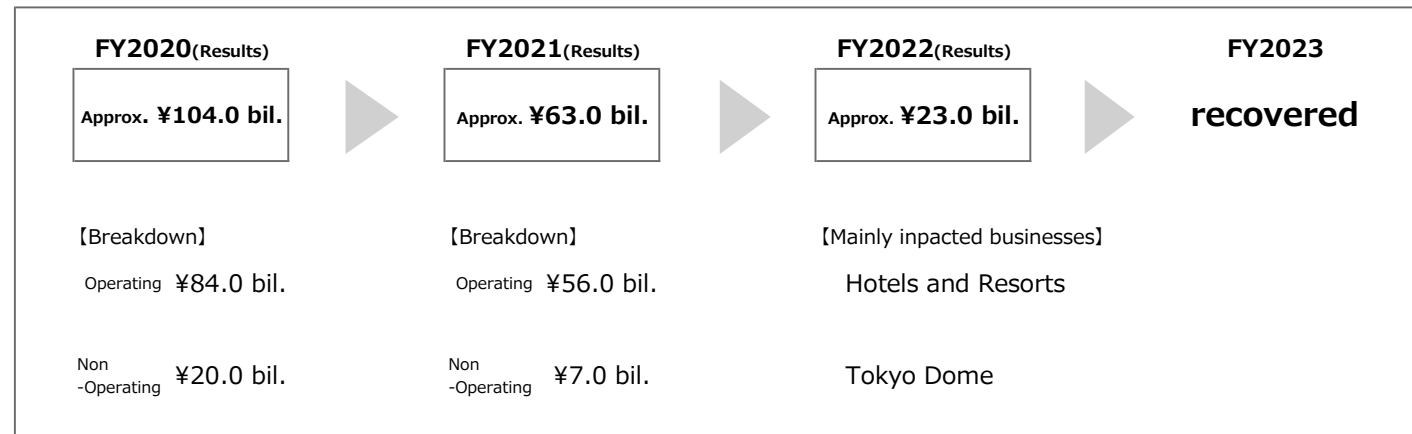 FY2020(Results) FY2021(Results) FY2022(Results) FY2023
Approx. ¥104.0 bil. Approx. ¥63.0 bil. Approx. ¥23.0 bil. recovered
【Breakdown】 【Breakdown】 【Mainly inpacted businesses】
Operating ¥84.0 bil. Operating ¥56.0 bil. Hotels and Resorts
Non
-Operating ¥20.0 bil. Non
-Operating ¥7.0 bil. Tokyo Dome